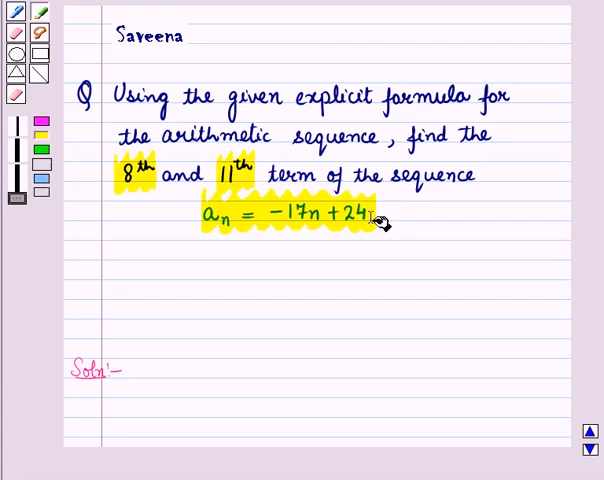 Saveena
Q Using the given explicit formula for
the arithmetic sequence, find the
8th and 11th term of the sequence
an = -17n + 24
Soln:-